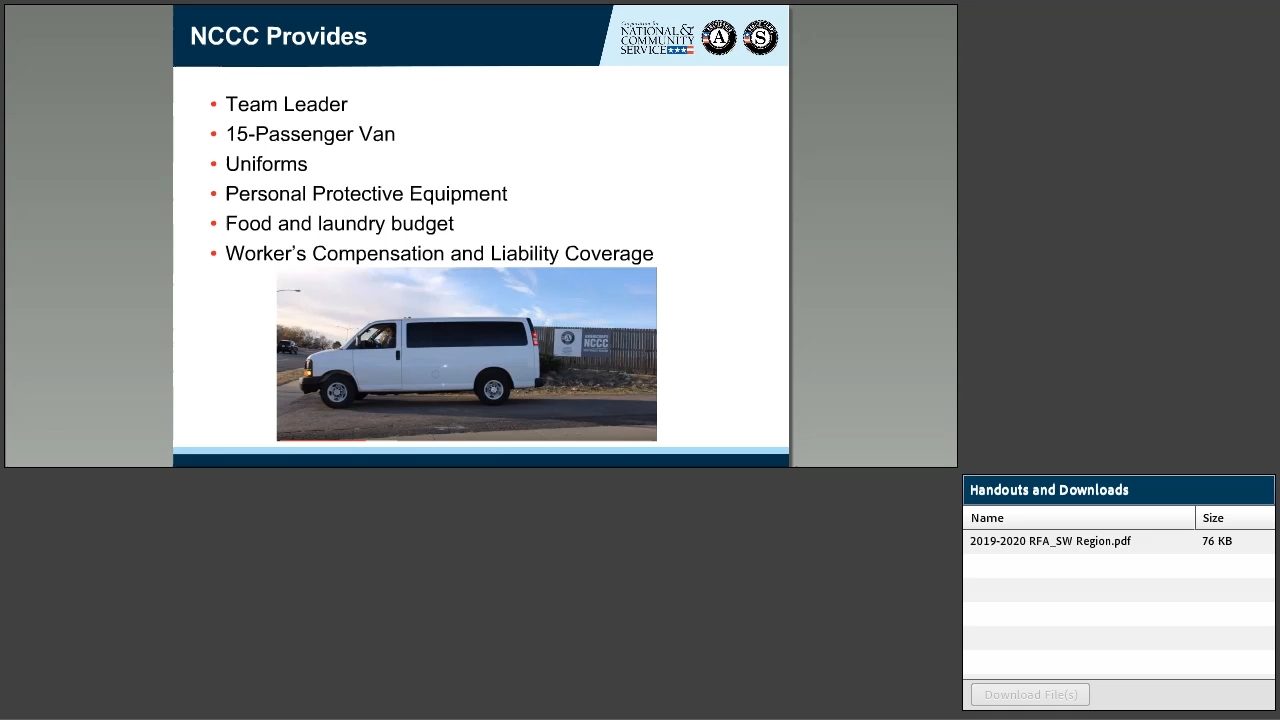 NCCC Provides
Corporation for
NATIONAL &
COMMUNITY
SERVICE
A
S
• Team Leader
• 15-Passenger Van
• Uniforms
• Personal Protective Equipment
• Food and laundry budget
• Worker’s Compensation and Liability Coverage
NCCC
Handouts and Downloads
Name Size
2019-2020 RFA_SW Region.pdf 76 KB
Download File(s)